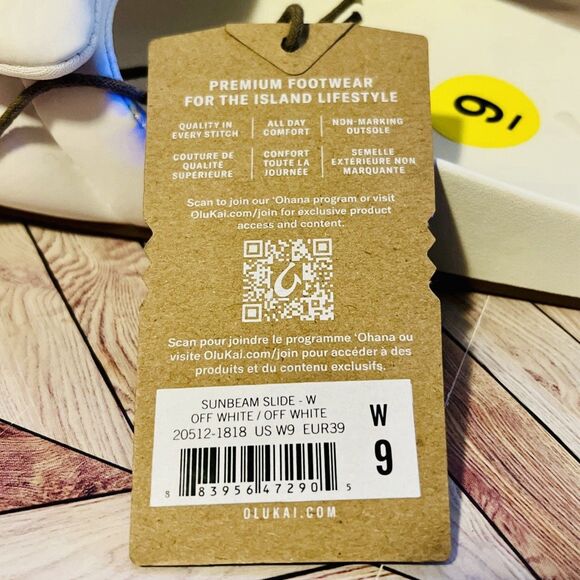 PREMIUM FOOTWEAR
FOR THE ISLAND LIFESTYLE
QUALITY IN
EVERY STITCH
ALL DAY
COMFORT
NON-MARKING
OUTSOLE
COUTURE DE
QUALITÉ
SUPÉRIEURE
CONFORT
TOUTE LA
JOURNÉE
SEMELLE
EXTÉRIEURE NON
MARQUANTE
Scan to join our 'Ohana program or visit
OluKai.com/join for exclusive product
access and content.
Scan pour joindre le programme 'Ohana ou
visite OluKai.com/join pour accéder à des
produits et du contenu exclusifs.
SUNBEAM SLIDE - W
OFF WHITE / OFF WHITE
20512-1818 US W9 EUR39
W
9
8 83956 47290 5
OLUKAI.COM
9